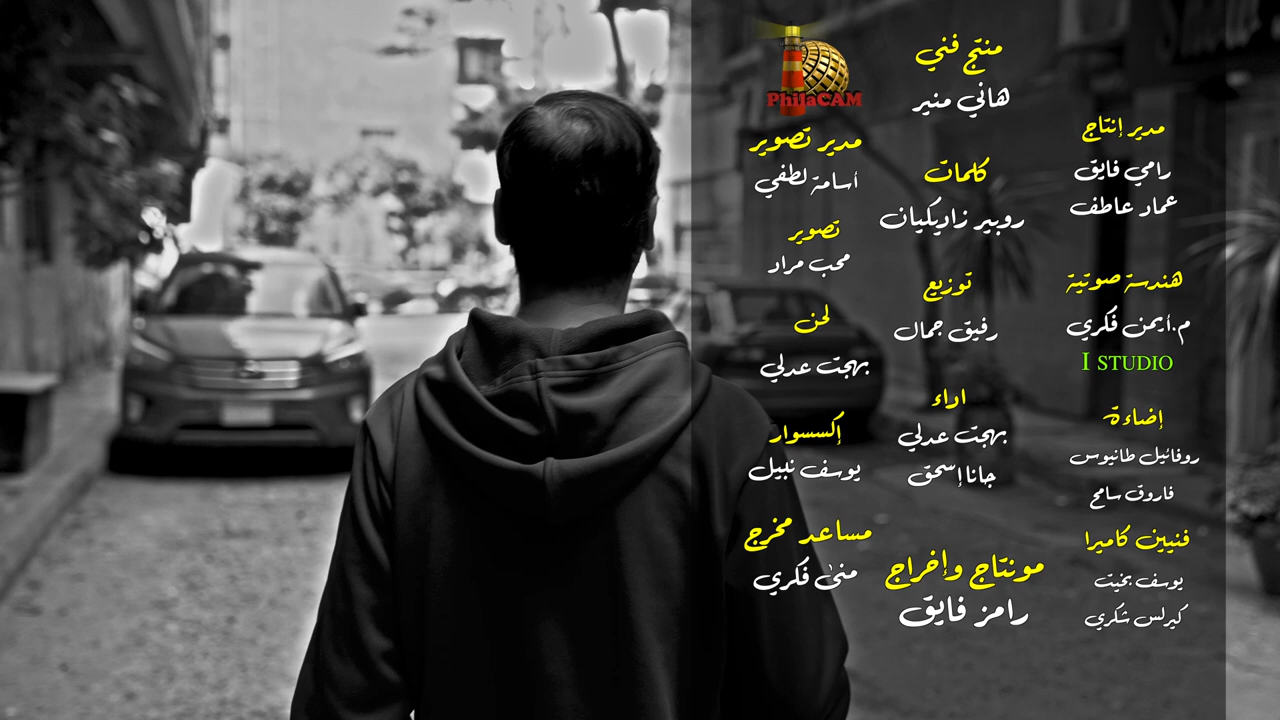 PhilaCAM
منتج فني
هاني منير
مدير إنتاج
رامي فايق
عماد عاطف
كلمات
روبير زاديكيان
مدير تصوير
أسامة لطفي
تصوير
محب مراد
هندسة صوتية
م.أيمن فكري
I STUDIO
توزيع
رفيق جمال
لحن
بهجت عدلي
إضاءة
روفائيل طانيوس
فاروق سامح
اداء
بهجت عدلي
جانا إسحق
إكسسوار
يوسف نبيل
فنيين كاميرا
يوسف بخيت
كيرلس شكري
مونتاج وإخراج
رامز فايق
مساعد مخرج
منى فكري